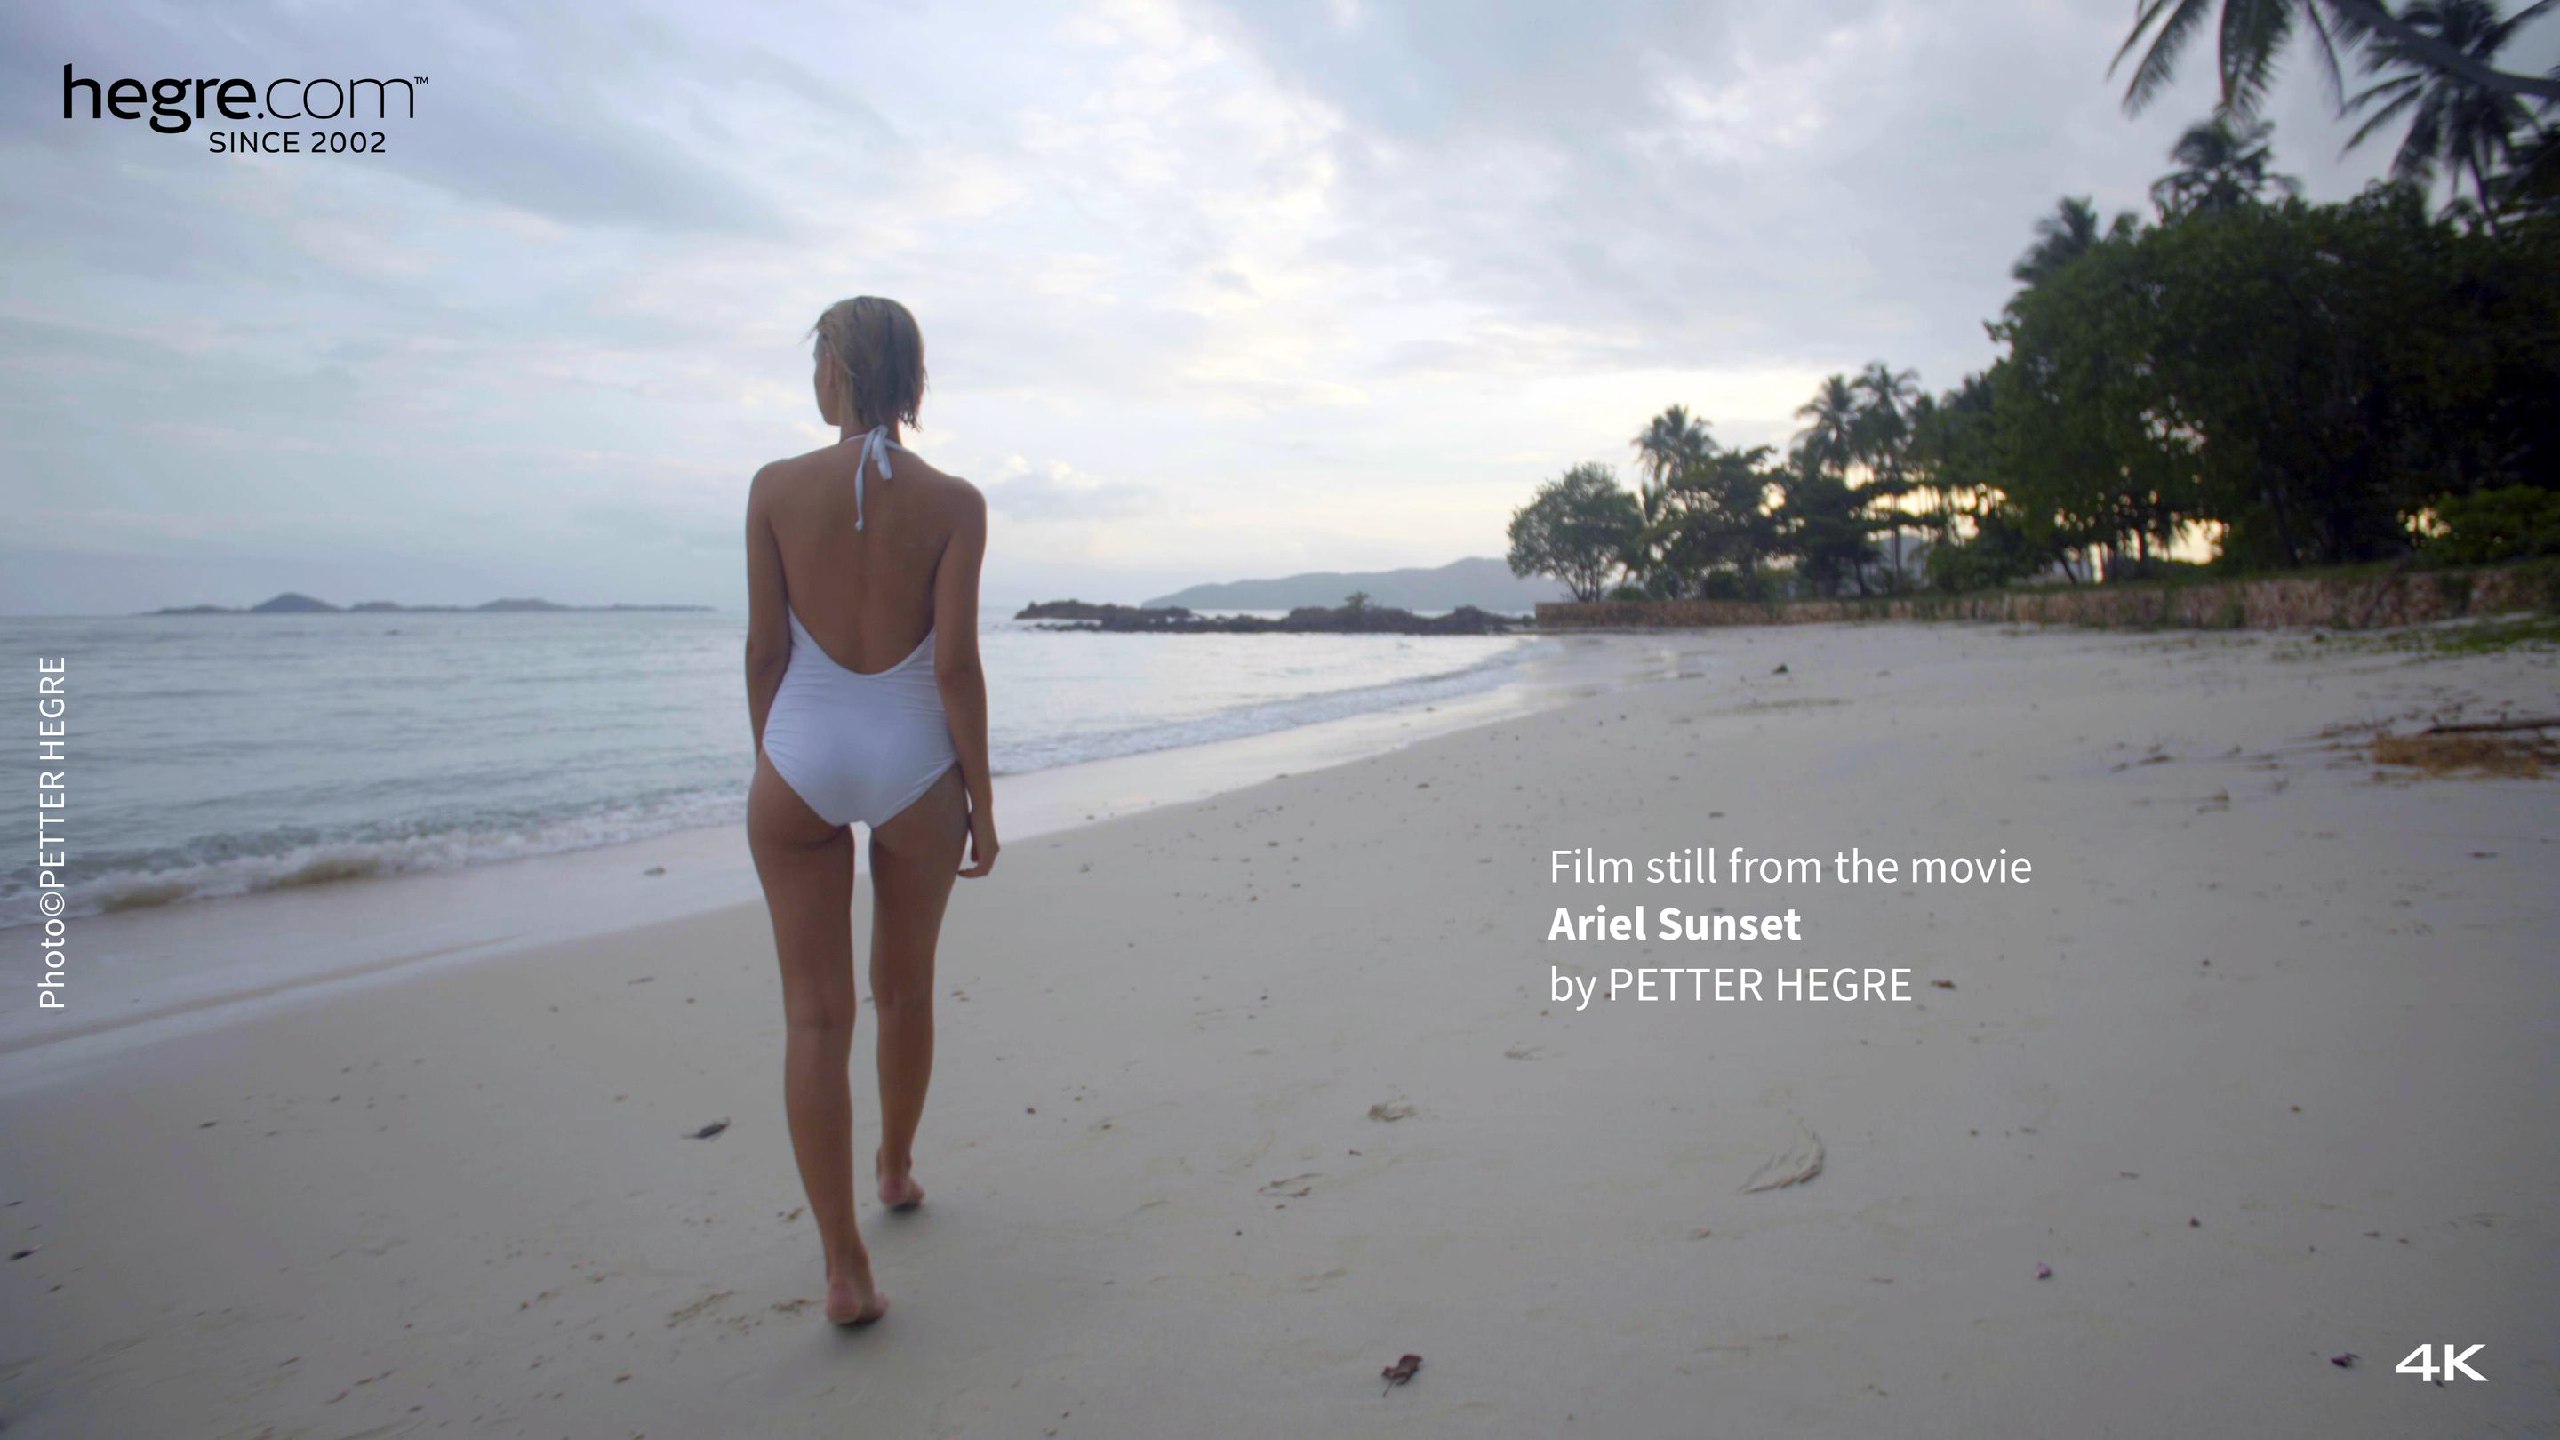 hegre.com™
SINCE 2002
Photo©PETTER HEGRE
Film still from the movie
Ariel Sunset
by PETTER HEGRE
4K